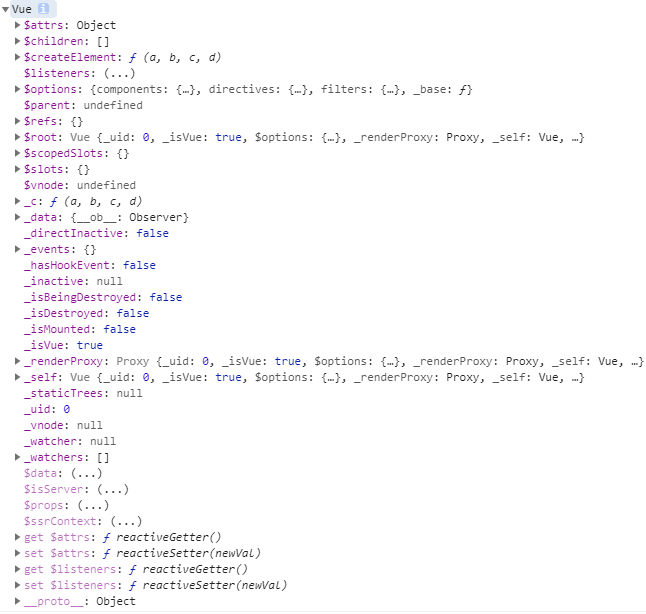 Vue i
$attrs: Object
$children: []
$createElement: ƒ (a, b, c, d)
$listeners: (...)
$options: {components: {…}, directives: {…}, filters: {…}, _base: ƒ}
$parent: undefined
$refs: {}
$root: Vue {_uid: 0, _isVue: true, $options: {…}, _renderProxy: Proxy, _self: Vue, …}
$scopedSlots: {}
$slots: {}
$vnode: undefined
_c: ƒ (a, b, c, d)
_data: {__ob__: Observer}
_directInactive: false
_events: {}
_hasHookEvent: false
_inactive: null
_isBeingDestroyed: false
_isDestroyed: false
_isMounted: false
_isVue: true
_renderProxy: Proxy {_uid: 0, _isVue: true, $options: {…}, _renderProxy: Proxy, _self: Vue, …}
_self: Vue {_uid: 0, _isVue: true, $options: {…}, _renderProxy: Proxy, _self: Vue, …}
_staticTrees: null
_uid: 0
_vnode: null
_watcher: null
_watchers: []
$data: (...)
$isServer: (...)
$props: (...)
$ssrContext: (...)
get $attrs: ƒ reactiveGetter()
set $attrs: ƒ reactiveSetter(newVal)
get $listeners: ƒ reactiveGetter()
set $listeners: ƒ reactiveSetter(newVal)
__proto__: Object